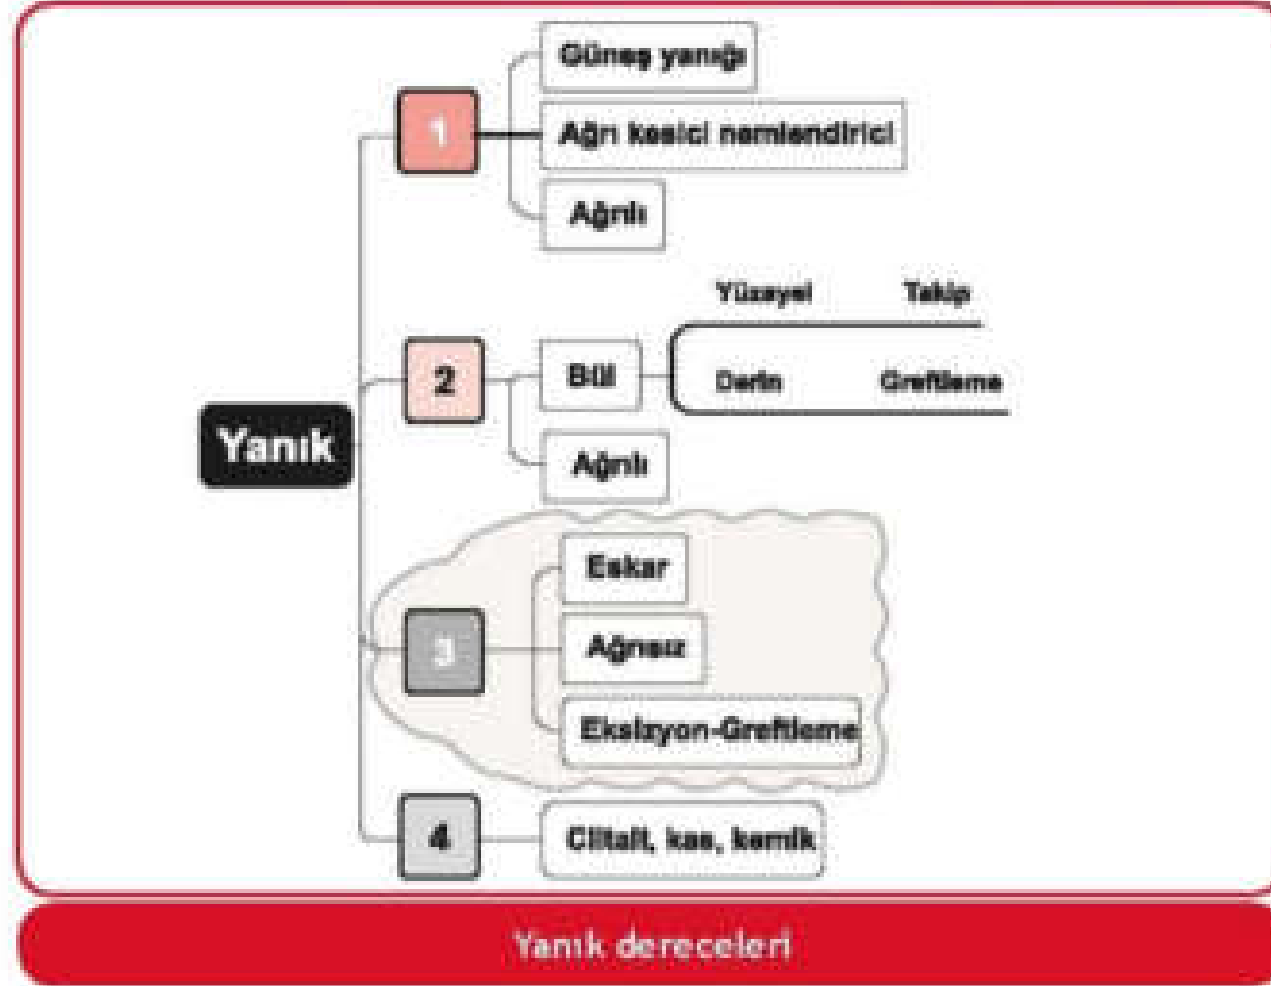 Güneş yanığı
1
Ağrı kesici nemlendirici
Ağrılı
Yüzeyel Takip
2
Bül
Derin Greftleme
Ağrılı
Yanık
Eskar
3
Ağrısız
Eksizyon-Greftleme
4
Ciltaltı, kas, kemik
Yanık dereceleri